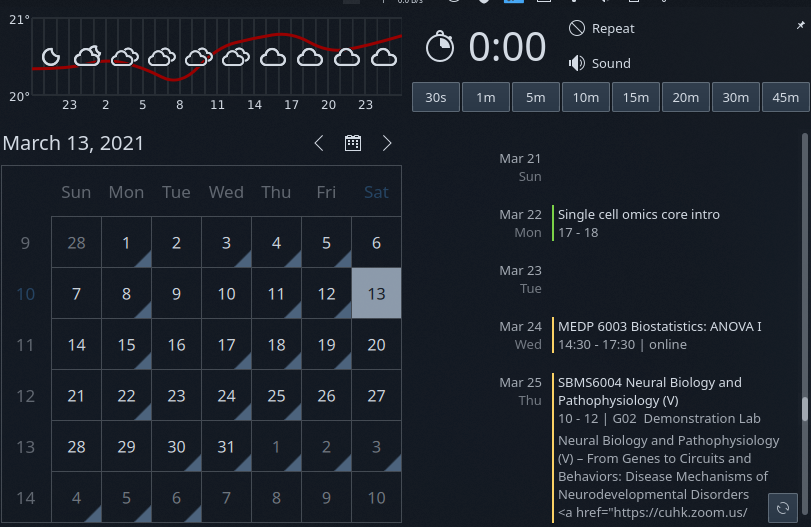 21°
20°
23 2 5 8 11 14 17 20 23
0:00
Repeat
Sound
30s 1m 5m 10m 15m 20m 30m 45m
March 13, 2021
Sun Mon Tue Wed Thu Fri Sat
9 28 1 2 3 4 5 6
10 7 8 9 10 11 12 13
11 14 15 16 17 18 19 20
12 21 22 23 24 25 26 27
13 28 29 30 31 1 2 3
14 4 5 6 7 8 9 10
Mar 21
Sun
Mar 22 Single cell omics core intro
Mon 17 - 18
Mar 23
Tue
Mar 24 MEDP 6003 Biostatistics: ANOVA I
Wed 14:30 - 17:30 | online
Mar 25 SBMS6004 Neural Biology and
Thu Pathophysiology (V)
10 - 12 | G02 Demonstration Lab
Neural Biology and Pathophysiology
(V) – From Genes to Circuits and
Behaviors: Disease Mechanisms of
Neurodevelopmental Disorders
<a href="https://cuhk.zoom.us/